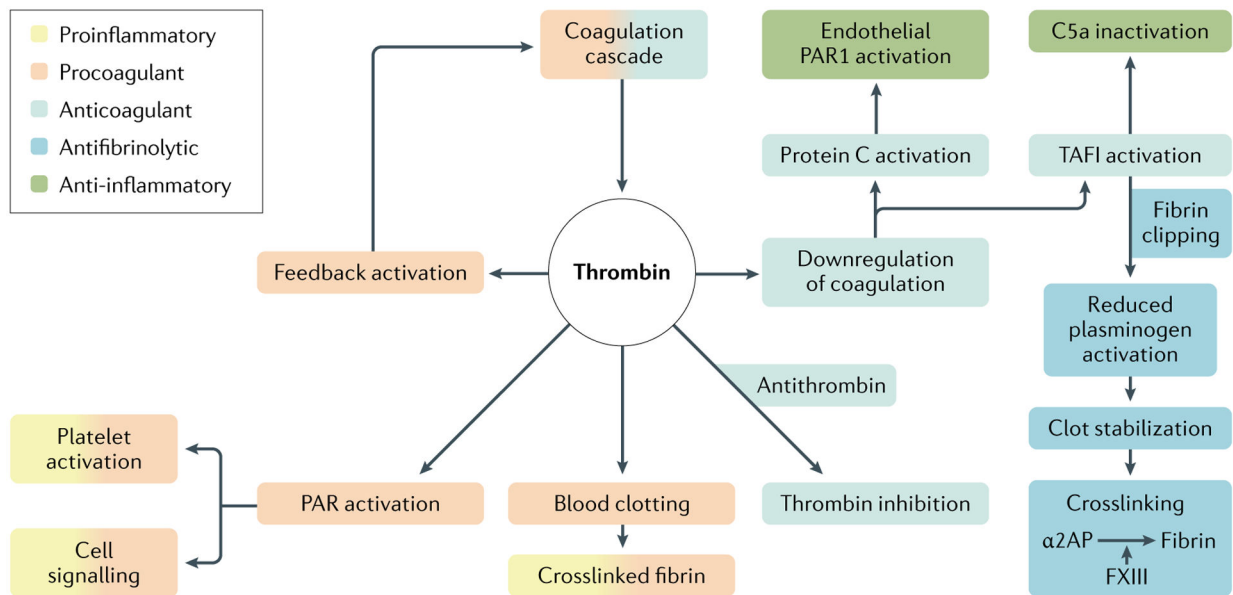 Proinflammatory
Procoagulant
Anticoagulant
Antifibrinolytic
Anti-inflammatory
Coagulation
cascade
Endothelial
PAR1 activation
C5a inactivation
Protein C activation
TAFI activation
Fibrin
clipping
Feedback activation
Thrombin
Downregulation
of coagulation
Reduced
plasminogen
activation
Antithrombin
Platelet
activation
Clot stabilization
PAR activation
Blood clotting
Thrombin inhibition
Crosslinking
α2AP
Fibrin
FXIII
Cell
signalling
Crosslinked fibrin